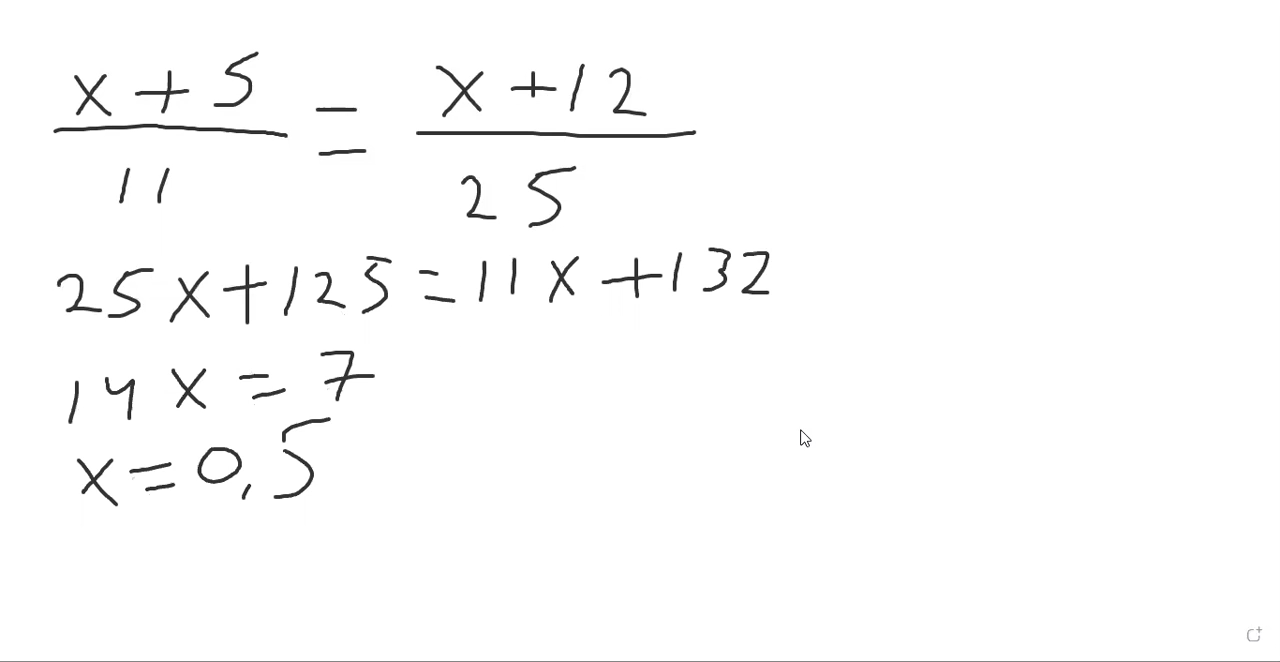 x + 5 / 11 = x + 12 / 25
25x + 125 = 11x + 132
14x = 7
x = 0,5